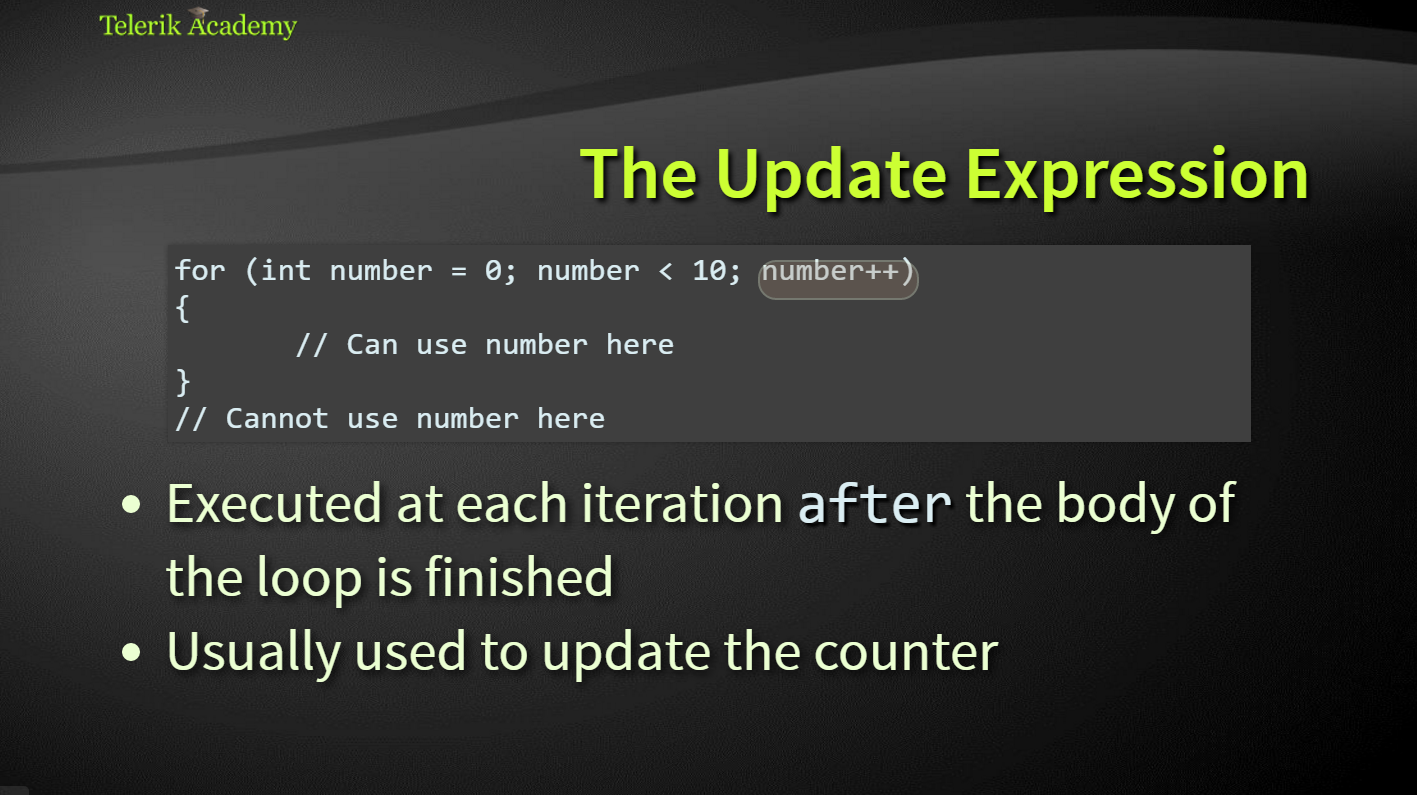 Telerik Academy
The Update Expression
for (int number = 0; number < 10; number++)
{
// Can use number here
}
// Cannot use number here
• Executed at each iteration after the body of
the loop is finished
• Usually used to update the counter